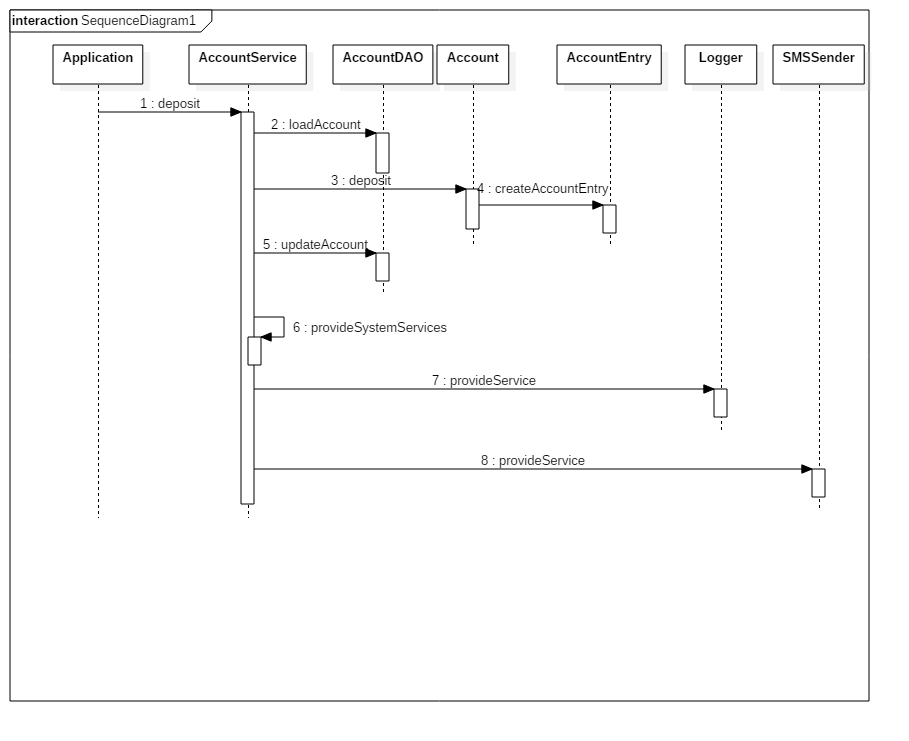 interaction SequenceDiagram1
Application AccountService AccountDAO Account AccountEntry Logger SMSSender
1 : deposit
2 : loadAccount
3 : deposit
4 : createAccountEntry
5 : updateAccount
6 : provideSystemServices
7 : provideService
8 : provideService